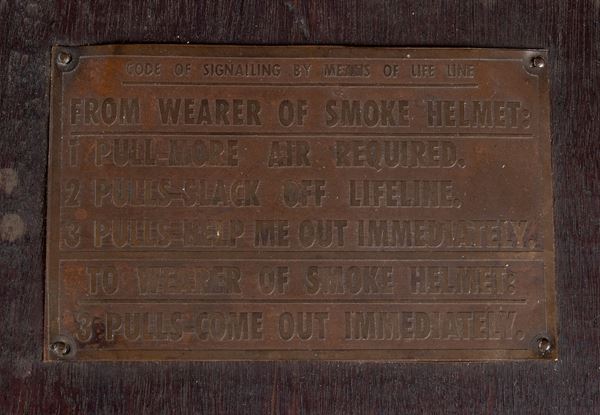 CODE OF SIGNALLING BY MEANS OF LIFE LINE
FROM WEARER OF SMOKE HELMET:
1 PULL-MORE AIR REQUIRED.
2 PULLS-SLACK OFF LIFELINE.
3 PULLS-HELP ME OUT IMMEDIATELY.
TO WEARER OF SMOKE HELMET:
3 PULLS-COME OUT IMMEDIATELY.